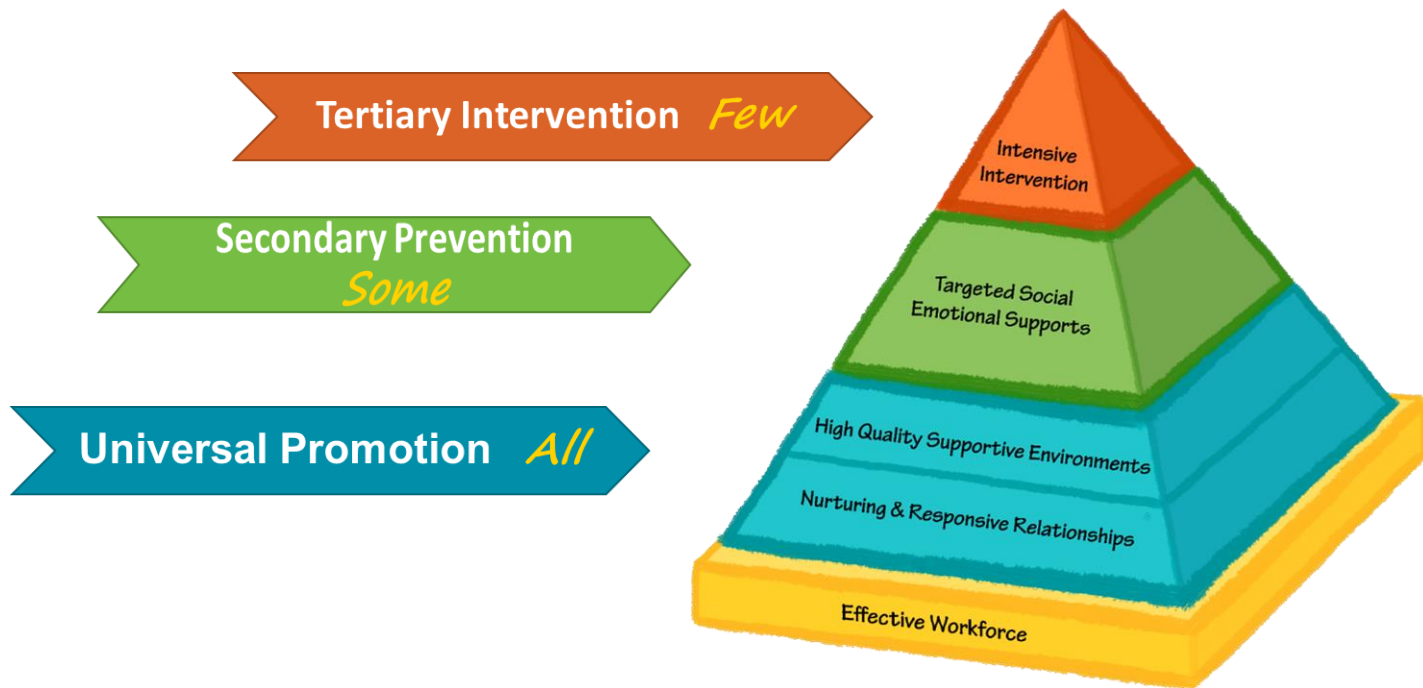 Tertiary Intervention Few
Secondary Prevention
Some
Universal Promotion All
Intensive
Intervention
Targeted Social
Emotional Supports
High Quality Supportive Environments
Nurturing & Responsive Relationships
Effective Workforce